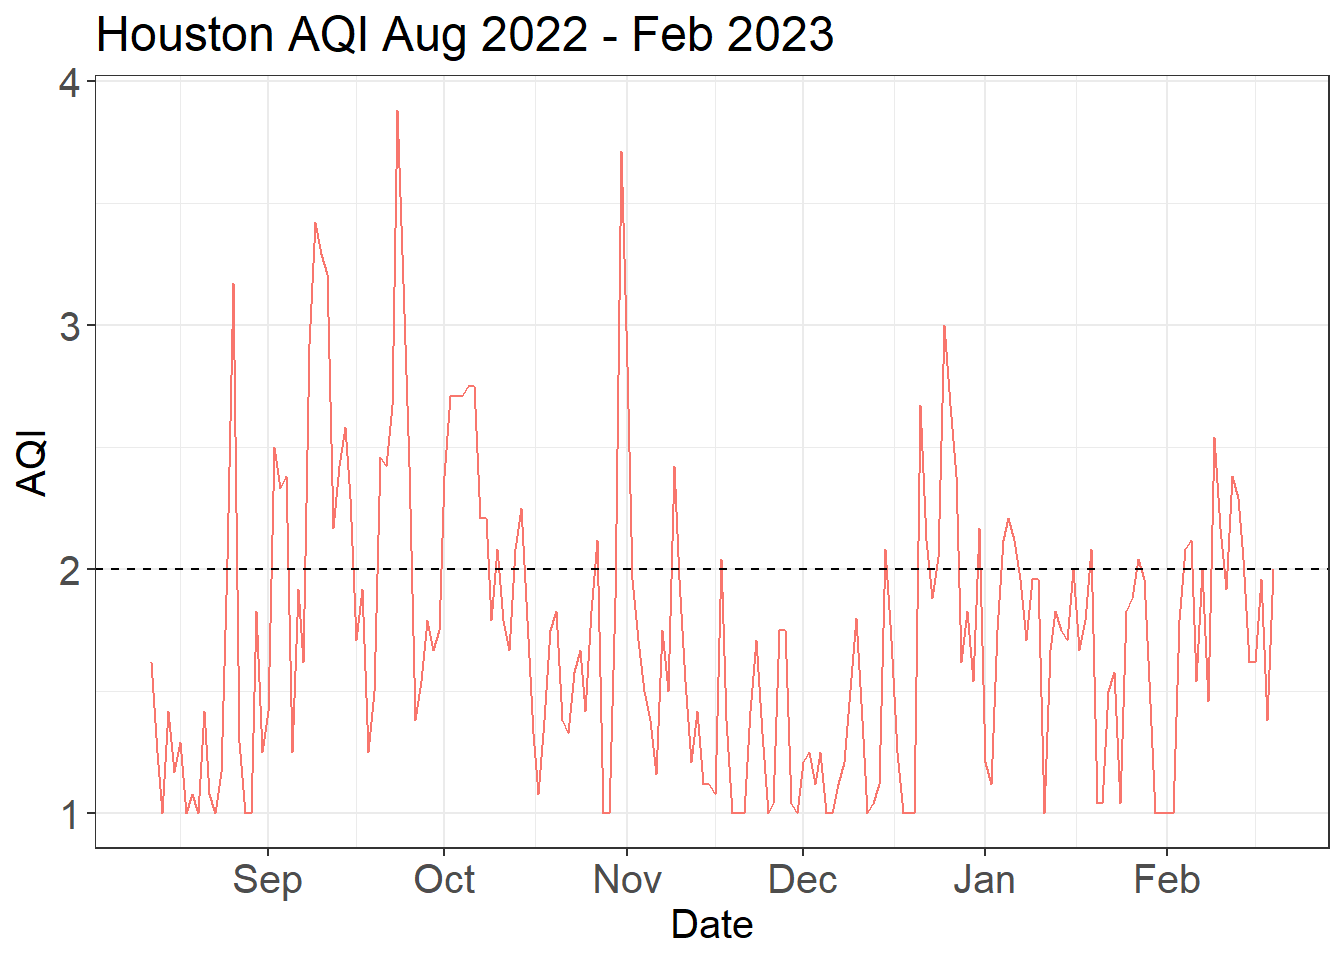 Houston AQI Aug 2022 - Feb 2023
4
3
2
1
AQI
Sep Oct Nov Dec Jan Feb
Date